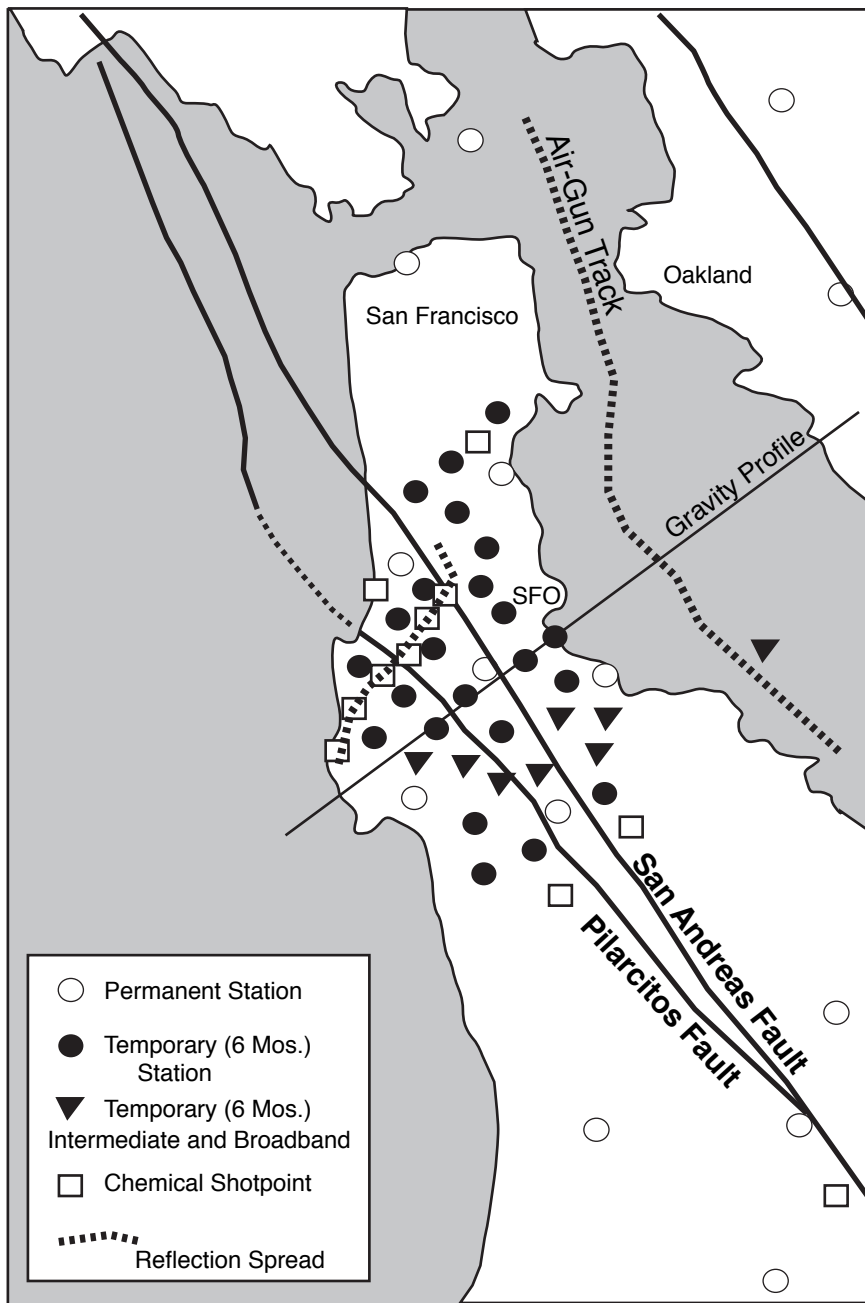 Air-Gun Track
Oakland
San Francisco
Gravity Profile
SFO
San Andreas Fault
Pilarcitos Fault
Permanent Station
Temporary (6 Mos.)
Station
Temporary (6 Mos.)
Intermediate and Broadband
Chemical Shotpoint
Reflection Spread